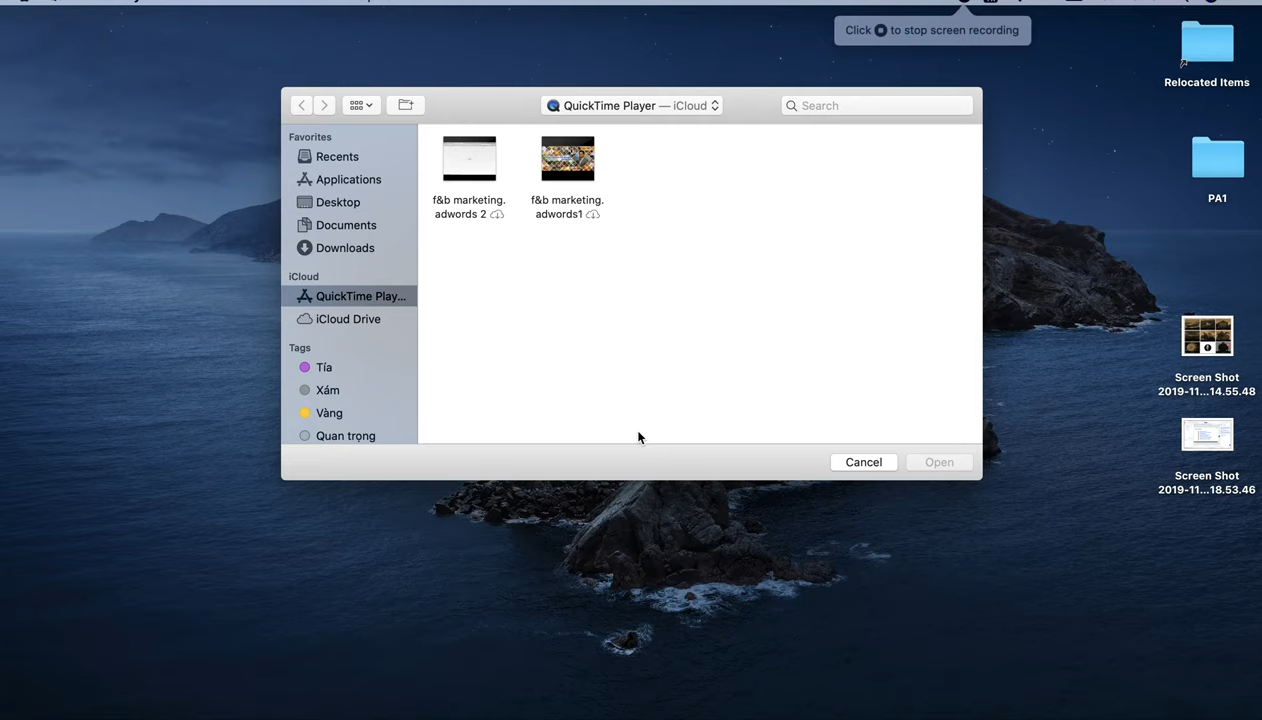 Click to stop screen recording
Relocated Items
QuickTime Player — iCloud
Search
Favorites
Recents
Applications
Desktop
Documents
Downloads
iCloud
QuickTime Play...
iCloud Drive
Tags
Tía
Xám
Vàng
Quan trọng
f&b marketing.
adwords 2
f&b marketing.
adwords1
Cancel
Open
PA1
Screen Shot
2019-11...14.55.48
Screen Shot
2019-11...18.53.46